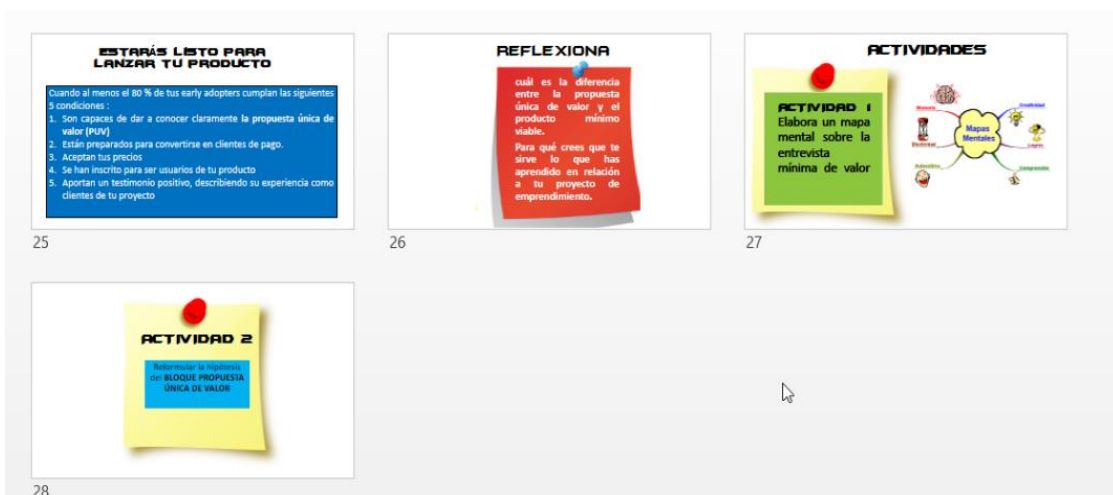 ESTARÁS LISTO PARA
LANZAR TU PRODUCTO
Cuando al menos el 80 % de tus early adopters cumplan las siguientes
5 condiciones :
1. Son capaces de dar a conocer claramente la propuesta única de
valor (PUV)
2. Están preparados para convertirse en clientes de pago.
3. Aceptan tus precios
4. Se han inscrito para ser usuarios de tu producto
5. Aportan un testimonio positivo, describiendo su experiencia como
clientes de tu proyecto
25
REFLEXIONA
cuál es la diferencia
entre la propuesta
única de valor y el
producto mínimo
viable.
Para qué crees que te
sirve lo que has
aprendido en relación
a tu proyecto de
emprendimiento.
26
ACTIVIDADES
ACTIVIDAD 1
Elabora un mapa
mental sobre la
entrevista
mínima de valor
Memoria
Creatividad
Mapas
Mentales
27
ACTIVIDAD 2
Reformular la hipótesis
del BLOQUE PROPUESTA
ÚNICA DE VALOR
28